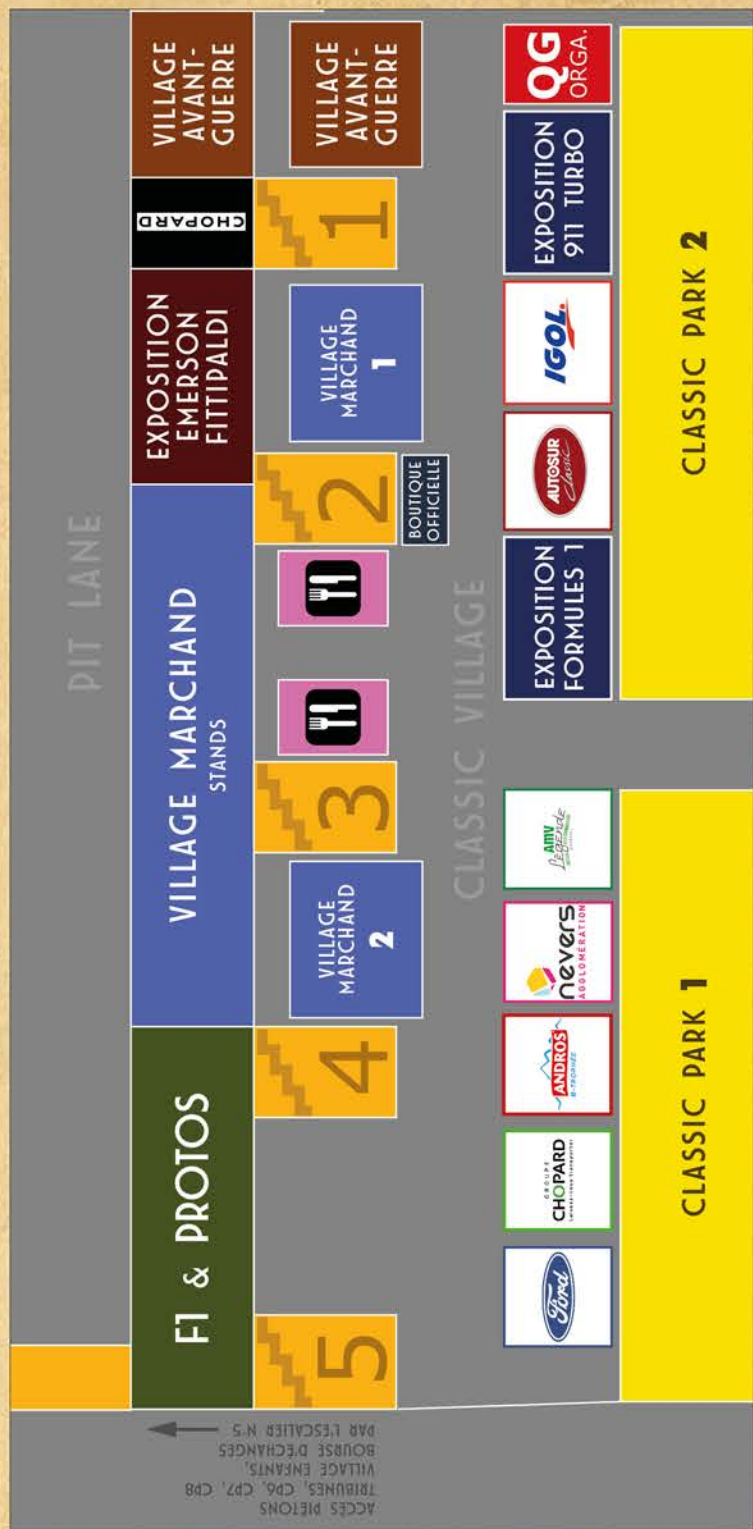 PIT LANE
F1 & PROTOS
VILLAGE MARCHAND
STANDS
EXPOSITION
EMERSON
FITTIPALDI
CHOPARD
VILLAGE
AVANT-
GUERRE
5
4
VILLAGE
MARCHAND
2
3
2
BOUTIQUE
OFFICIELLE
VILLAGE
MARCHAND
1
1
VILLAGE
AVANT-
GUERRE
ACCÈS PIÉTONS
TRIBUNES, CP6, CP7, CP8
VILLAGE ENFANTS,
BOURSE D'ÉCHANGES
PAR L'ESCALIER N°5
CLASSIC VILLAGE
Ford
GROUPE
CHOPARD
ANDROS
e-TROPHÉE
nevers
AGGLOMÉRATION
AMV
Légende
EXPOSITION
FORMULES 1
AUTOSUR
Classic
IGOL.
EXPOSITION
911 TURBO
QG
ORGA.
CLASSIC PARK 1
CLASSIC PARK 2